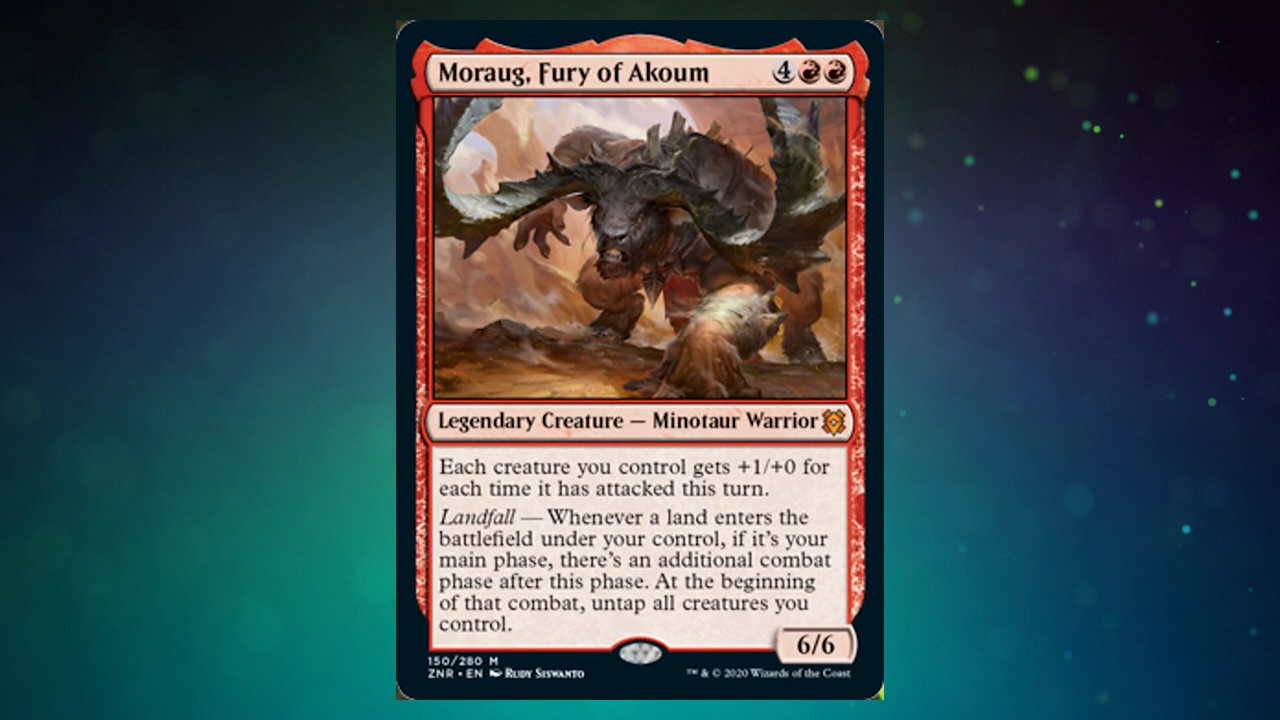 Moraug, Fury of Akoum 4
Legendary Creature — Minotaur Warrior
Each creature you control gets +1/+0 for
each time it has attacked this turn.
Landfall — Whenever a land enters the
battlefield under your control, if it's your
main phase, there's an additional combat
phase after this phase. At the beginning
of that combat, untap all creatures you
control.
6/6
150/280 M
ZNR • EN Rudy Siswanto ™ & © 2020 Wizards of the Coast